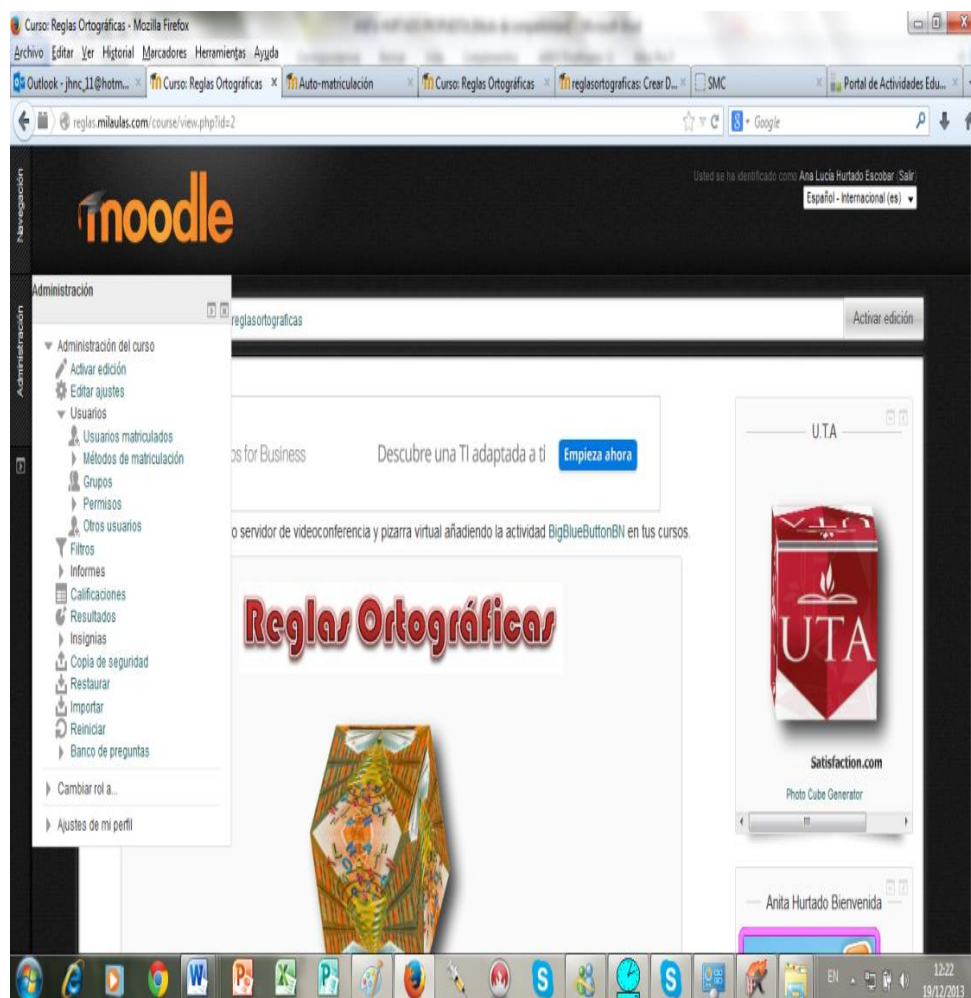 Curso: Reglas Ortográficas - Mozilla Firefox
Archivo Editar Ver Historial Marcadores Herramientas Ayuda
Outlook - jhnc_11@hotm... Curso: Reglas Ortográficas Auto-matriculación Curso: Reglas Ortográficas reglasortograficas: Crear D... SMC Portal de Actividades Edu...
reglas.milaulas.com/course/view.php?id=2 Google
Navegación
Usted se ha identificado como Ana Lucía Hurtado Escobar (Salir)
Español - Internacional (es)
moodle
Administración
Administración
reglasortograficas
Activar edición
Administración del curso
Activar edición
Editar ajustes
Usuarios
Usuarios matriculados
Métodos de matriculación
Grupos
Permisos
Otros usuarios
Filtros
Informes
Calificaciones
Resultados
Insignias
Copia de seguridad
Restaurar
Importar
Reiniciar
Banco de preguntas
Cambiar rol a...
Ajustes de mi perfil
for Business Descubre una TI adaptada a ti Empieza ahora
o servidor de videoconferencia y pizarra virtual añadiendo la actividad BigBlueButtonBN en tus cursos.
Reglas Ortográficas
U.T.A
UTA
Satisfaction.com
Photo Cube Generator
Anita Hurtado Bienvenida
EN 12:22
19/12/2013